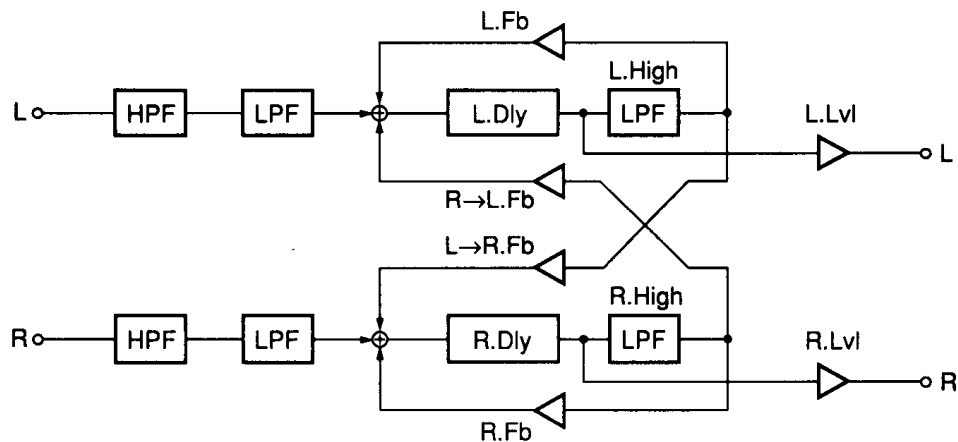 L.Fb
L.High
L HPF LPF L.Dly LPF
L.Lvl
L
R→L.Fb
L→R.Fb
R.High
R HPF LPF R.Dly LPF
R.Lvl
R
R.Fb